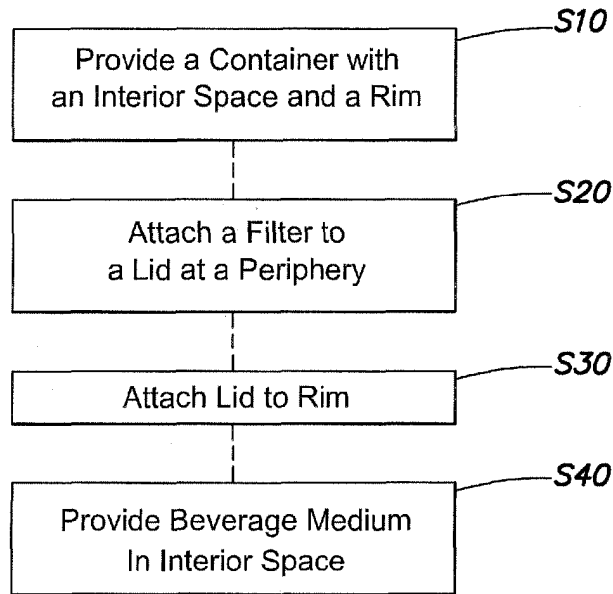 S10
Provide a Container with
an Interior Space and a Rim
S20
Attach a Filter to
a Lid at a Periphery
S30
Attach Lid to Rim
S40
Provide Beverage Medium
In Interior Space